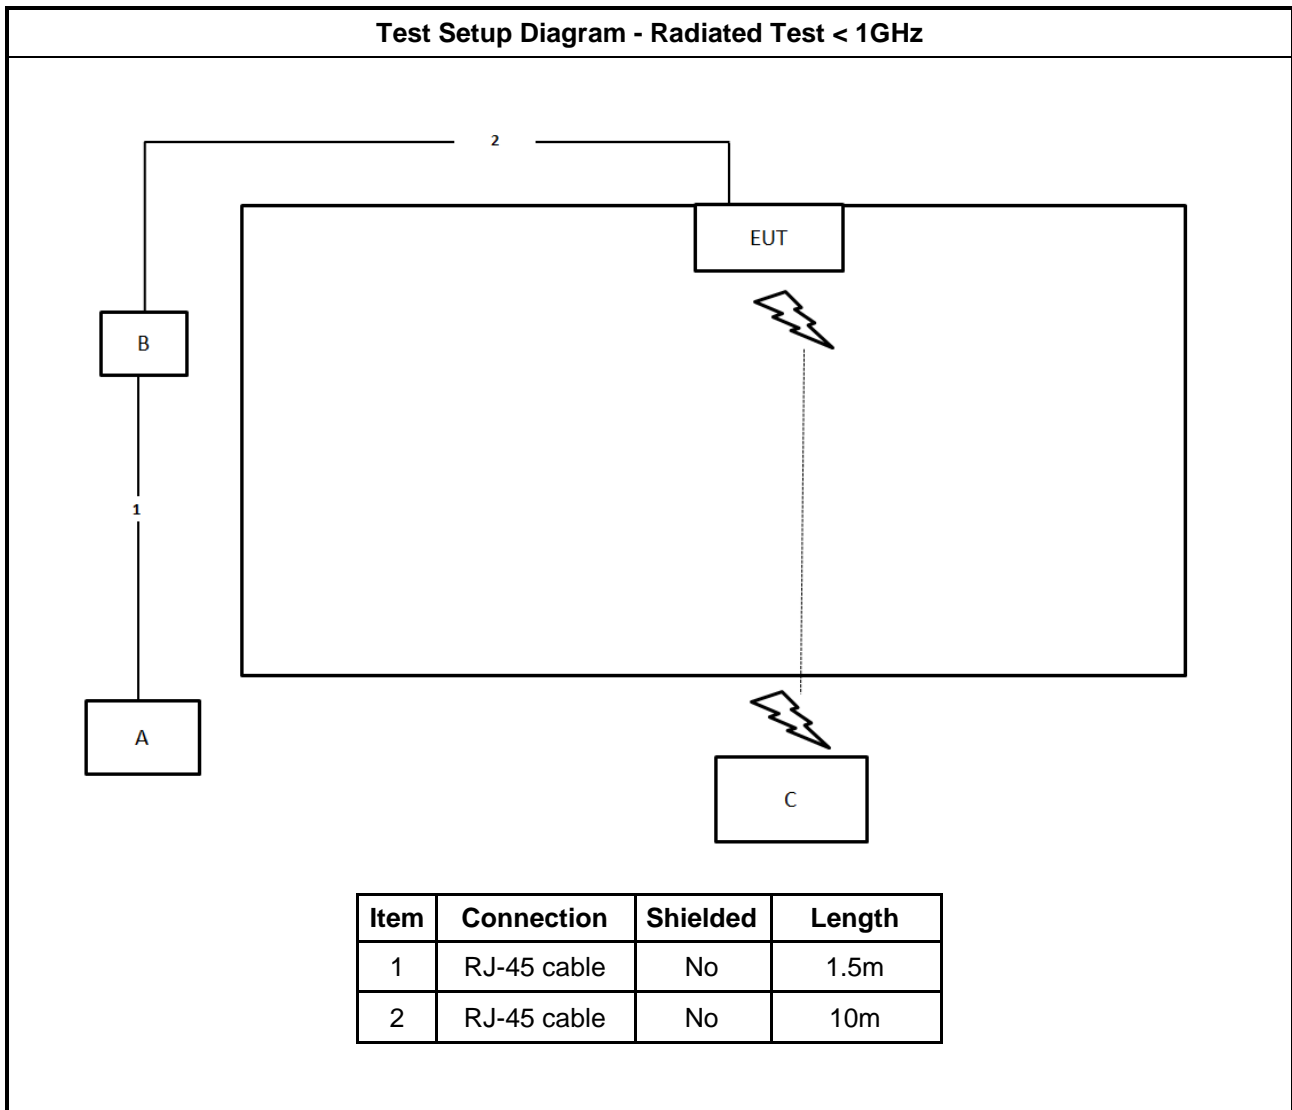 Test Setup Diagram - Radiated Test < 1GHz
2
EUT
B
1
A
C
Item Connection Shielded Length
1 RJ-45 cable No 1.5m
2 RJ-45 cable No 10m